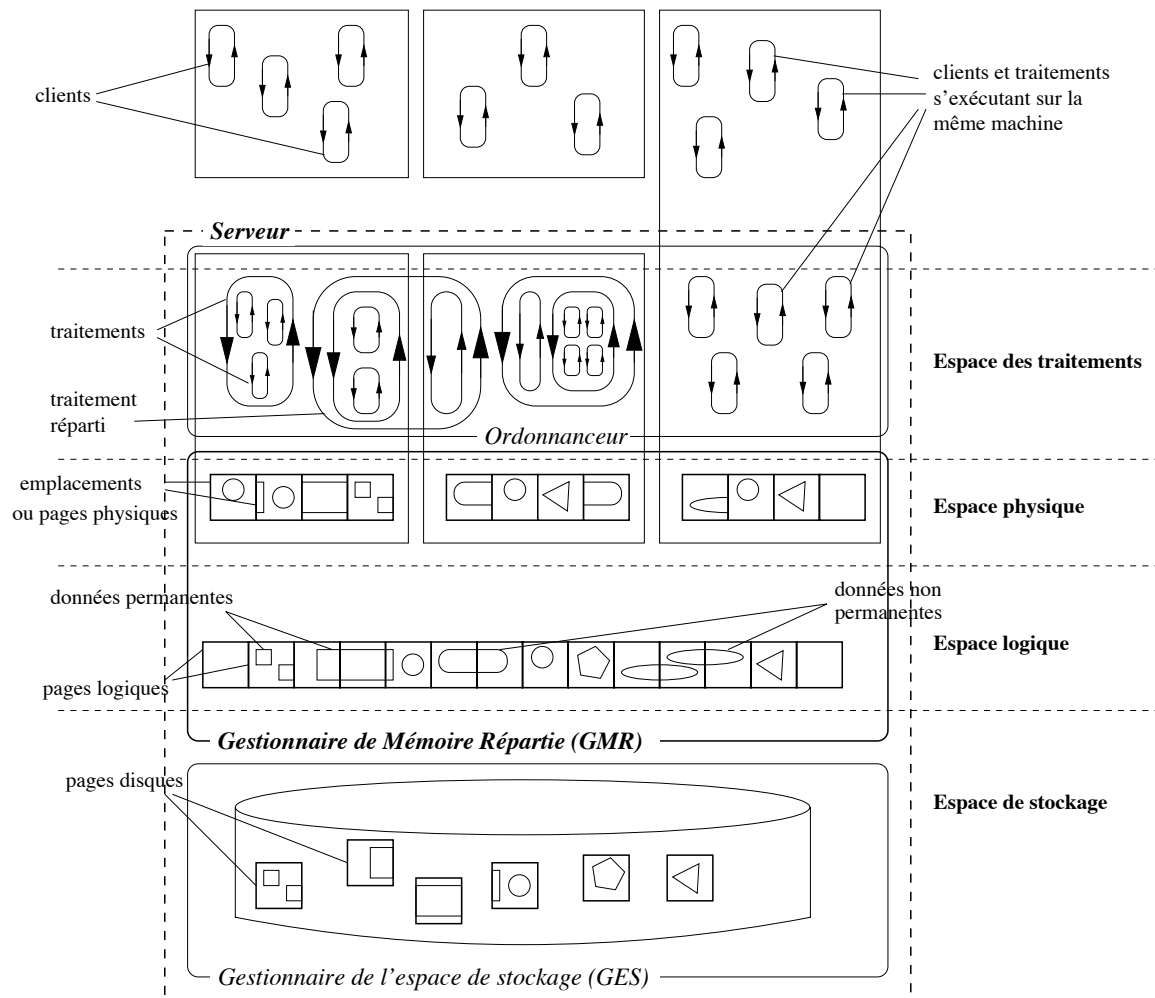 clients
clients et traitements
s'exécutant sur la
même machine
Serveur
traitements
Espace des traitements
traitement
réparti
Ordonnanceur
emplacements
ou pages physiques
Espace physique
données permanentes
données non
permanentes
Espace logique
pages logiques
Gestionnaire de Mémoire Répartie (GMR)
pages disques
Espace de stockage
Gestionnaire de l'espace de stockage (GES)